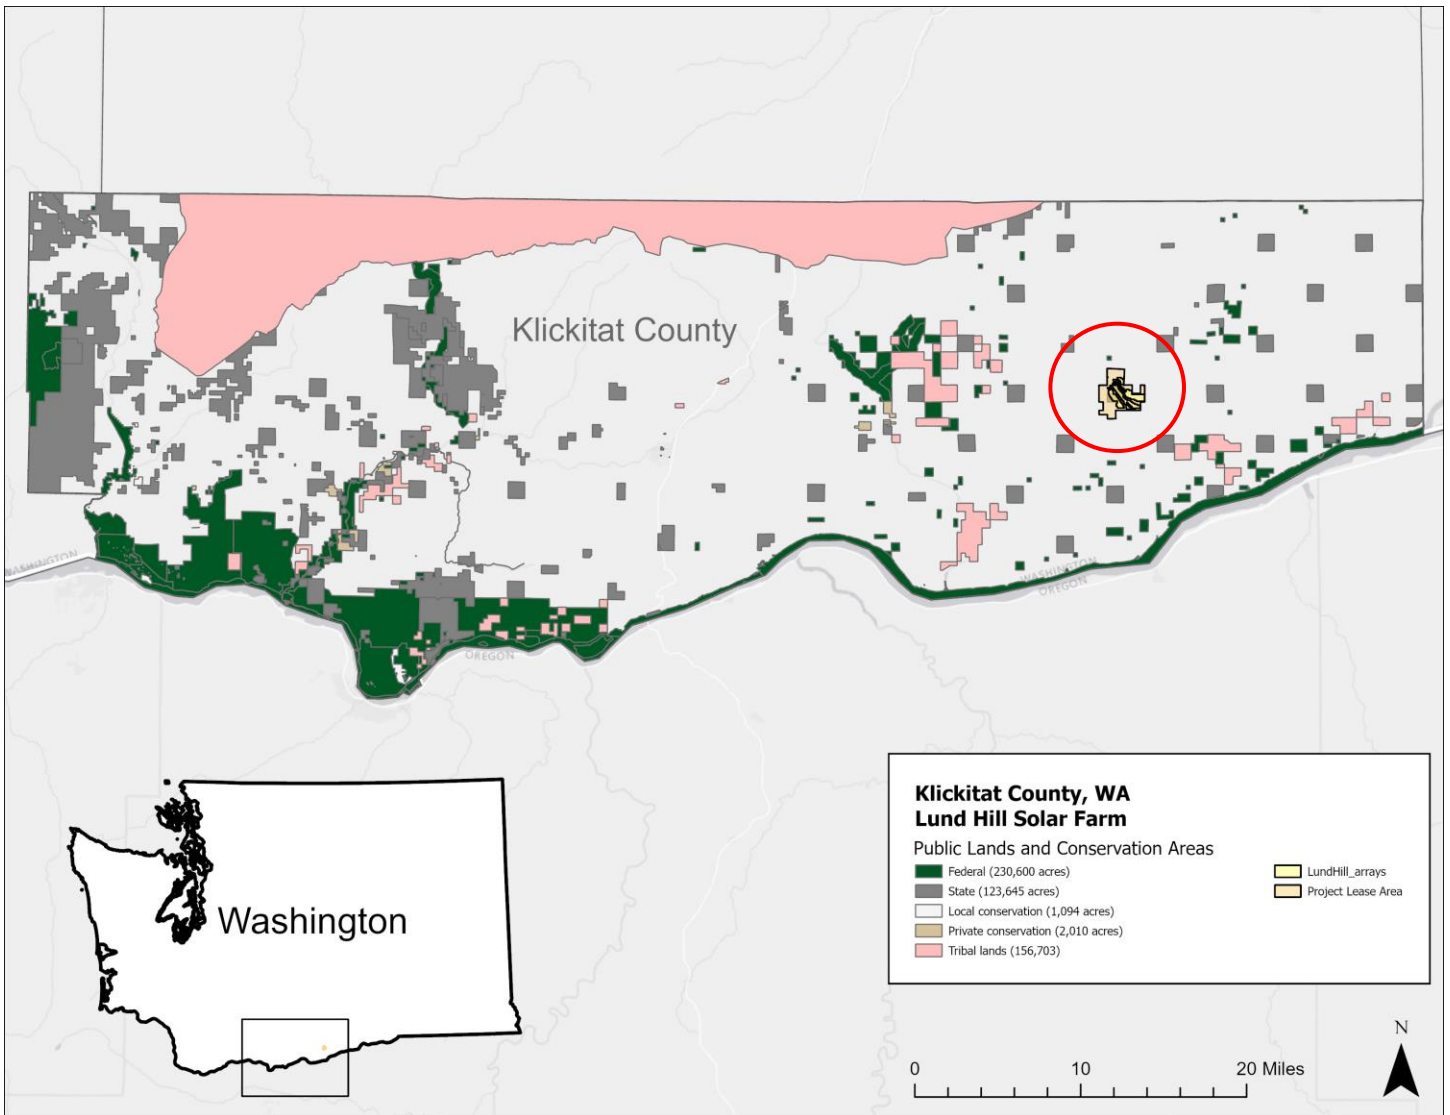 Klickitat County
WASHINGTON
WASHINGTON
OREGON
OREGON
Washington
Klickitat County, WA
Lund Hill Solar Farm
Public Lands and Conservation Areas
Federal (230,600 acres)
State (123,645 acres)
Local conservation (1,094 acres)
Private conservation (2,010 acres)
Tribal lands (156,703)
LundHill_arrays
Project Lease Area
0 10 20 Miles
N